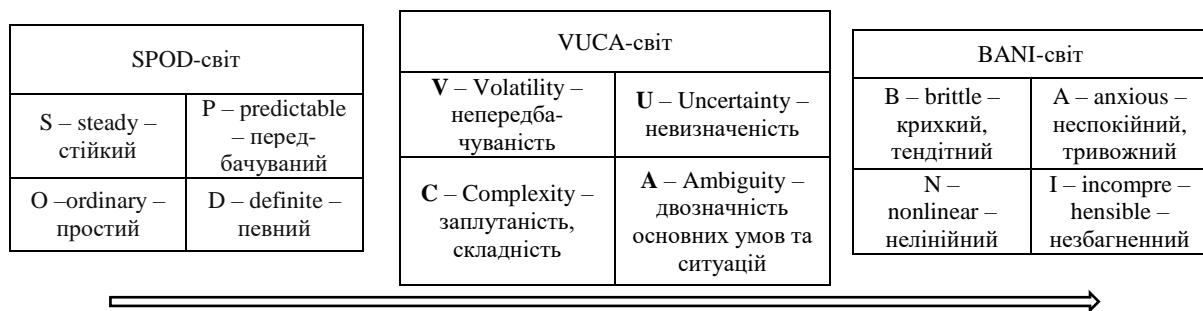 SPOD-світ
S – steady –
стійкий
P – predictable
– перед-
бачуваний
O –ordinary –
простий
D – definite –
певний
VUCA-світ
V – Volatility –
непередба-
чуваність
U – Uncertainty –
невизначеність
C – Complexity –
заплутаність,
складність
A – Ambiguity –
двозначність
основних умов та
ситуацій
BANI-світ
B – brittle –
крихкий,
тендітний
A – anxious –
неспокійний,
тривожний
N –
nonlinear –
нелінійний
I – incompre –
hensible –
незбагненний